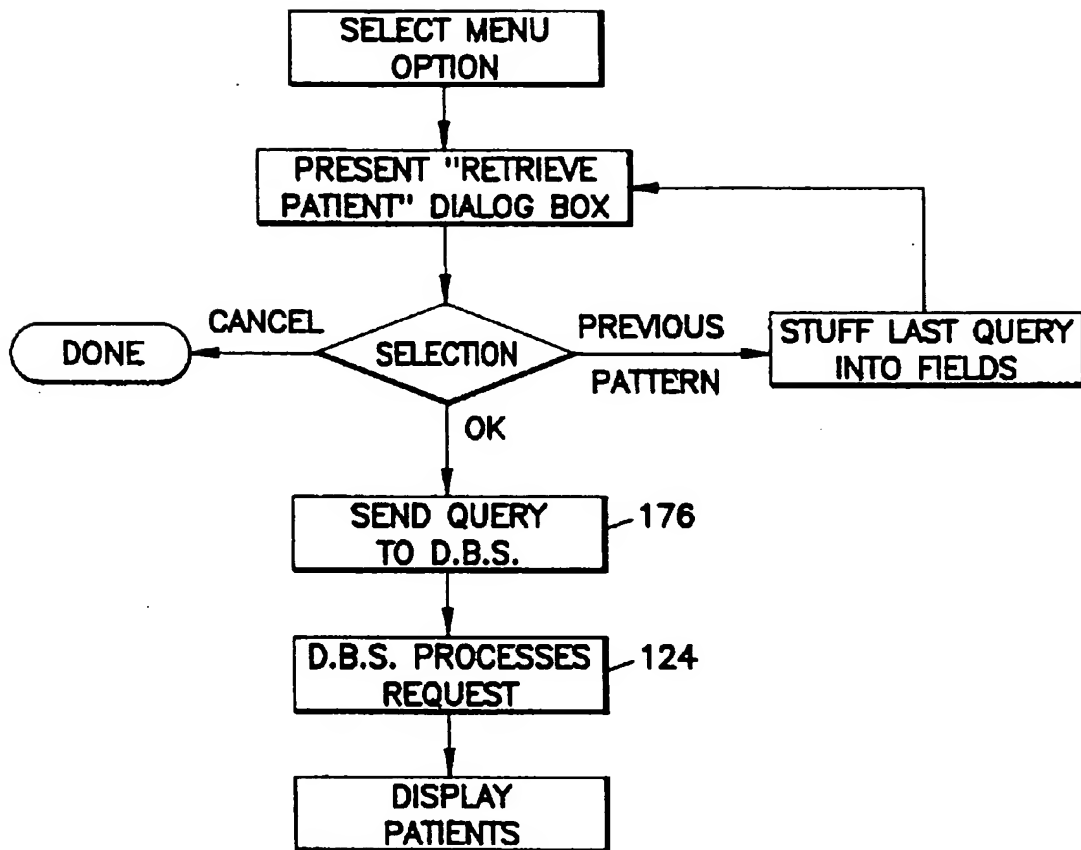 SELECT MENU
OPTION
PRESENT "RETRIEVE
PATIENT" DIALOG BOX
CANCEL
DONE
SELECTION
PREVIOUS
PATTERN
STUFF LAST QUERY
INTO FIELDS
OK
SEND QUERY
TO D.B.S.
176
D.B.S. PROCESSES
REQUEST
124
DISPLAY
PATIENTS